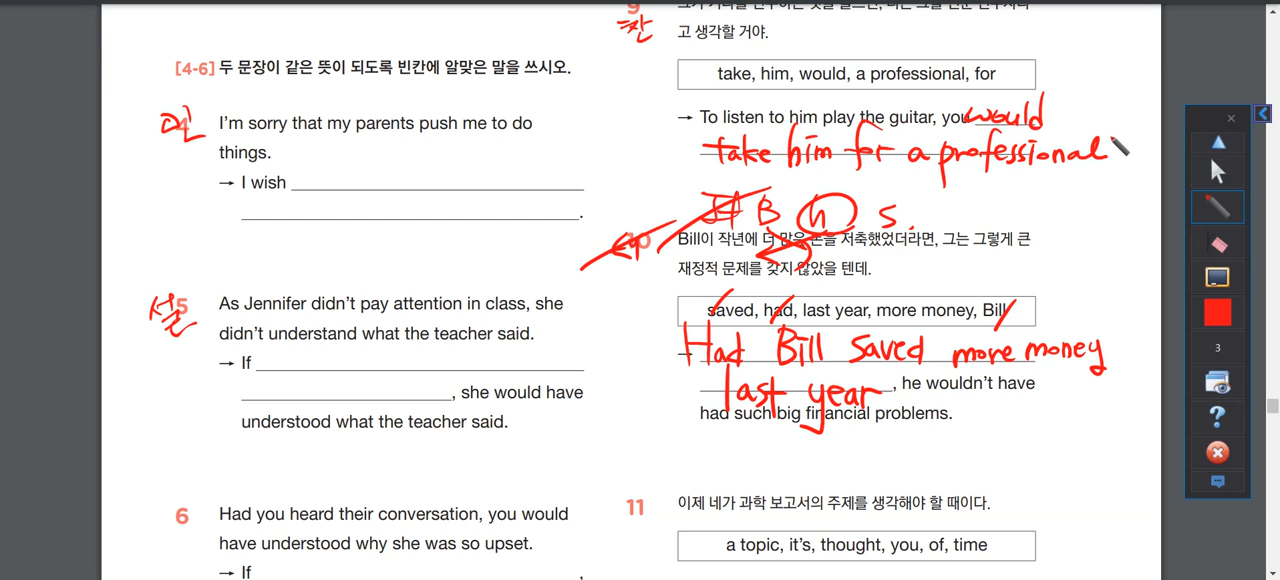 [4-6] 두 문장이 같은 뜻이 되도록 빈칸에 알맞은 말을 쓰시오.
4
I'm sorry that my parents push me to do
things.
→ I wish
.
설
5
As Jennifer didn't pay attention in class, she
didn't understand what the teacher said.
→ If
, she would have
understood what the teacher said.
6
Had you heard their conversation, you would
have understood why she was so upset.
→ If
,
9
찬
고 생각할 거야.
take, him, would, a professional, for
→ To listen to him play the guitar, you would
take him for a professional
B h s.
10
Bill이 작년에 더 많은 돈을 저축했었더라면, 그는 그렇게 큰
재정적 문제를 갖지 않았을 텐데.
saved, had, last year, more money, Bill
→ Had Bill saved more money
last year, he wouldn't have
had such big financial problems.
11
이제 네가 과학 보고서의 주제를 생각해야 할 때이다.
a topic, it's, thought, you, of, time
3